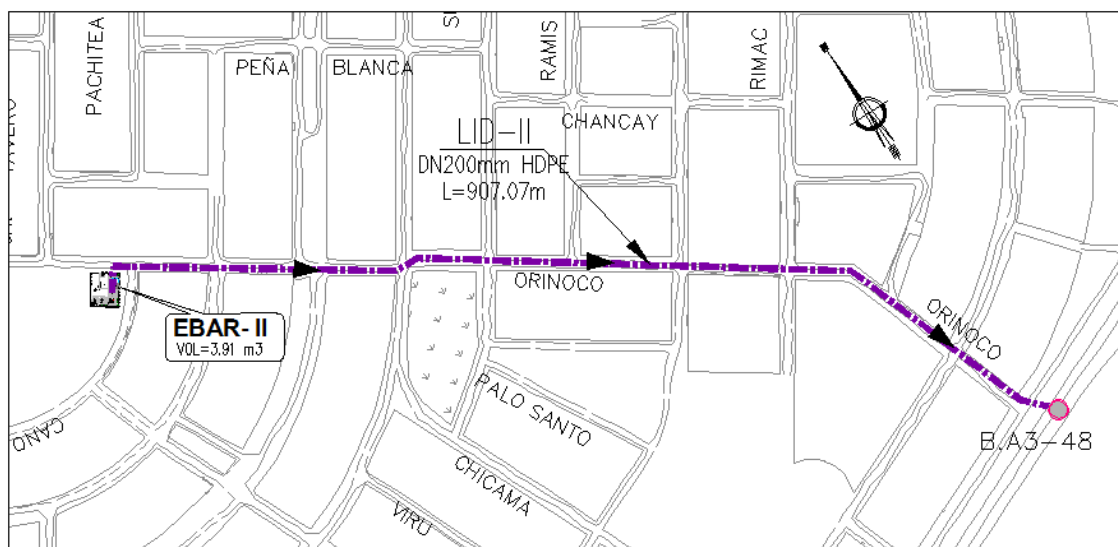 PACHITEA
PEÑA
BLANCA
RAMIS
RIMAC
CHANCAY
LID-II
DN200mm HDPE
L=907.07m
ORINOCO
EBAR-II
VOL=3.91 m3
ORINOCO
PALO SANTO
CANO
CHICAMA
VIRU
B.A3-48